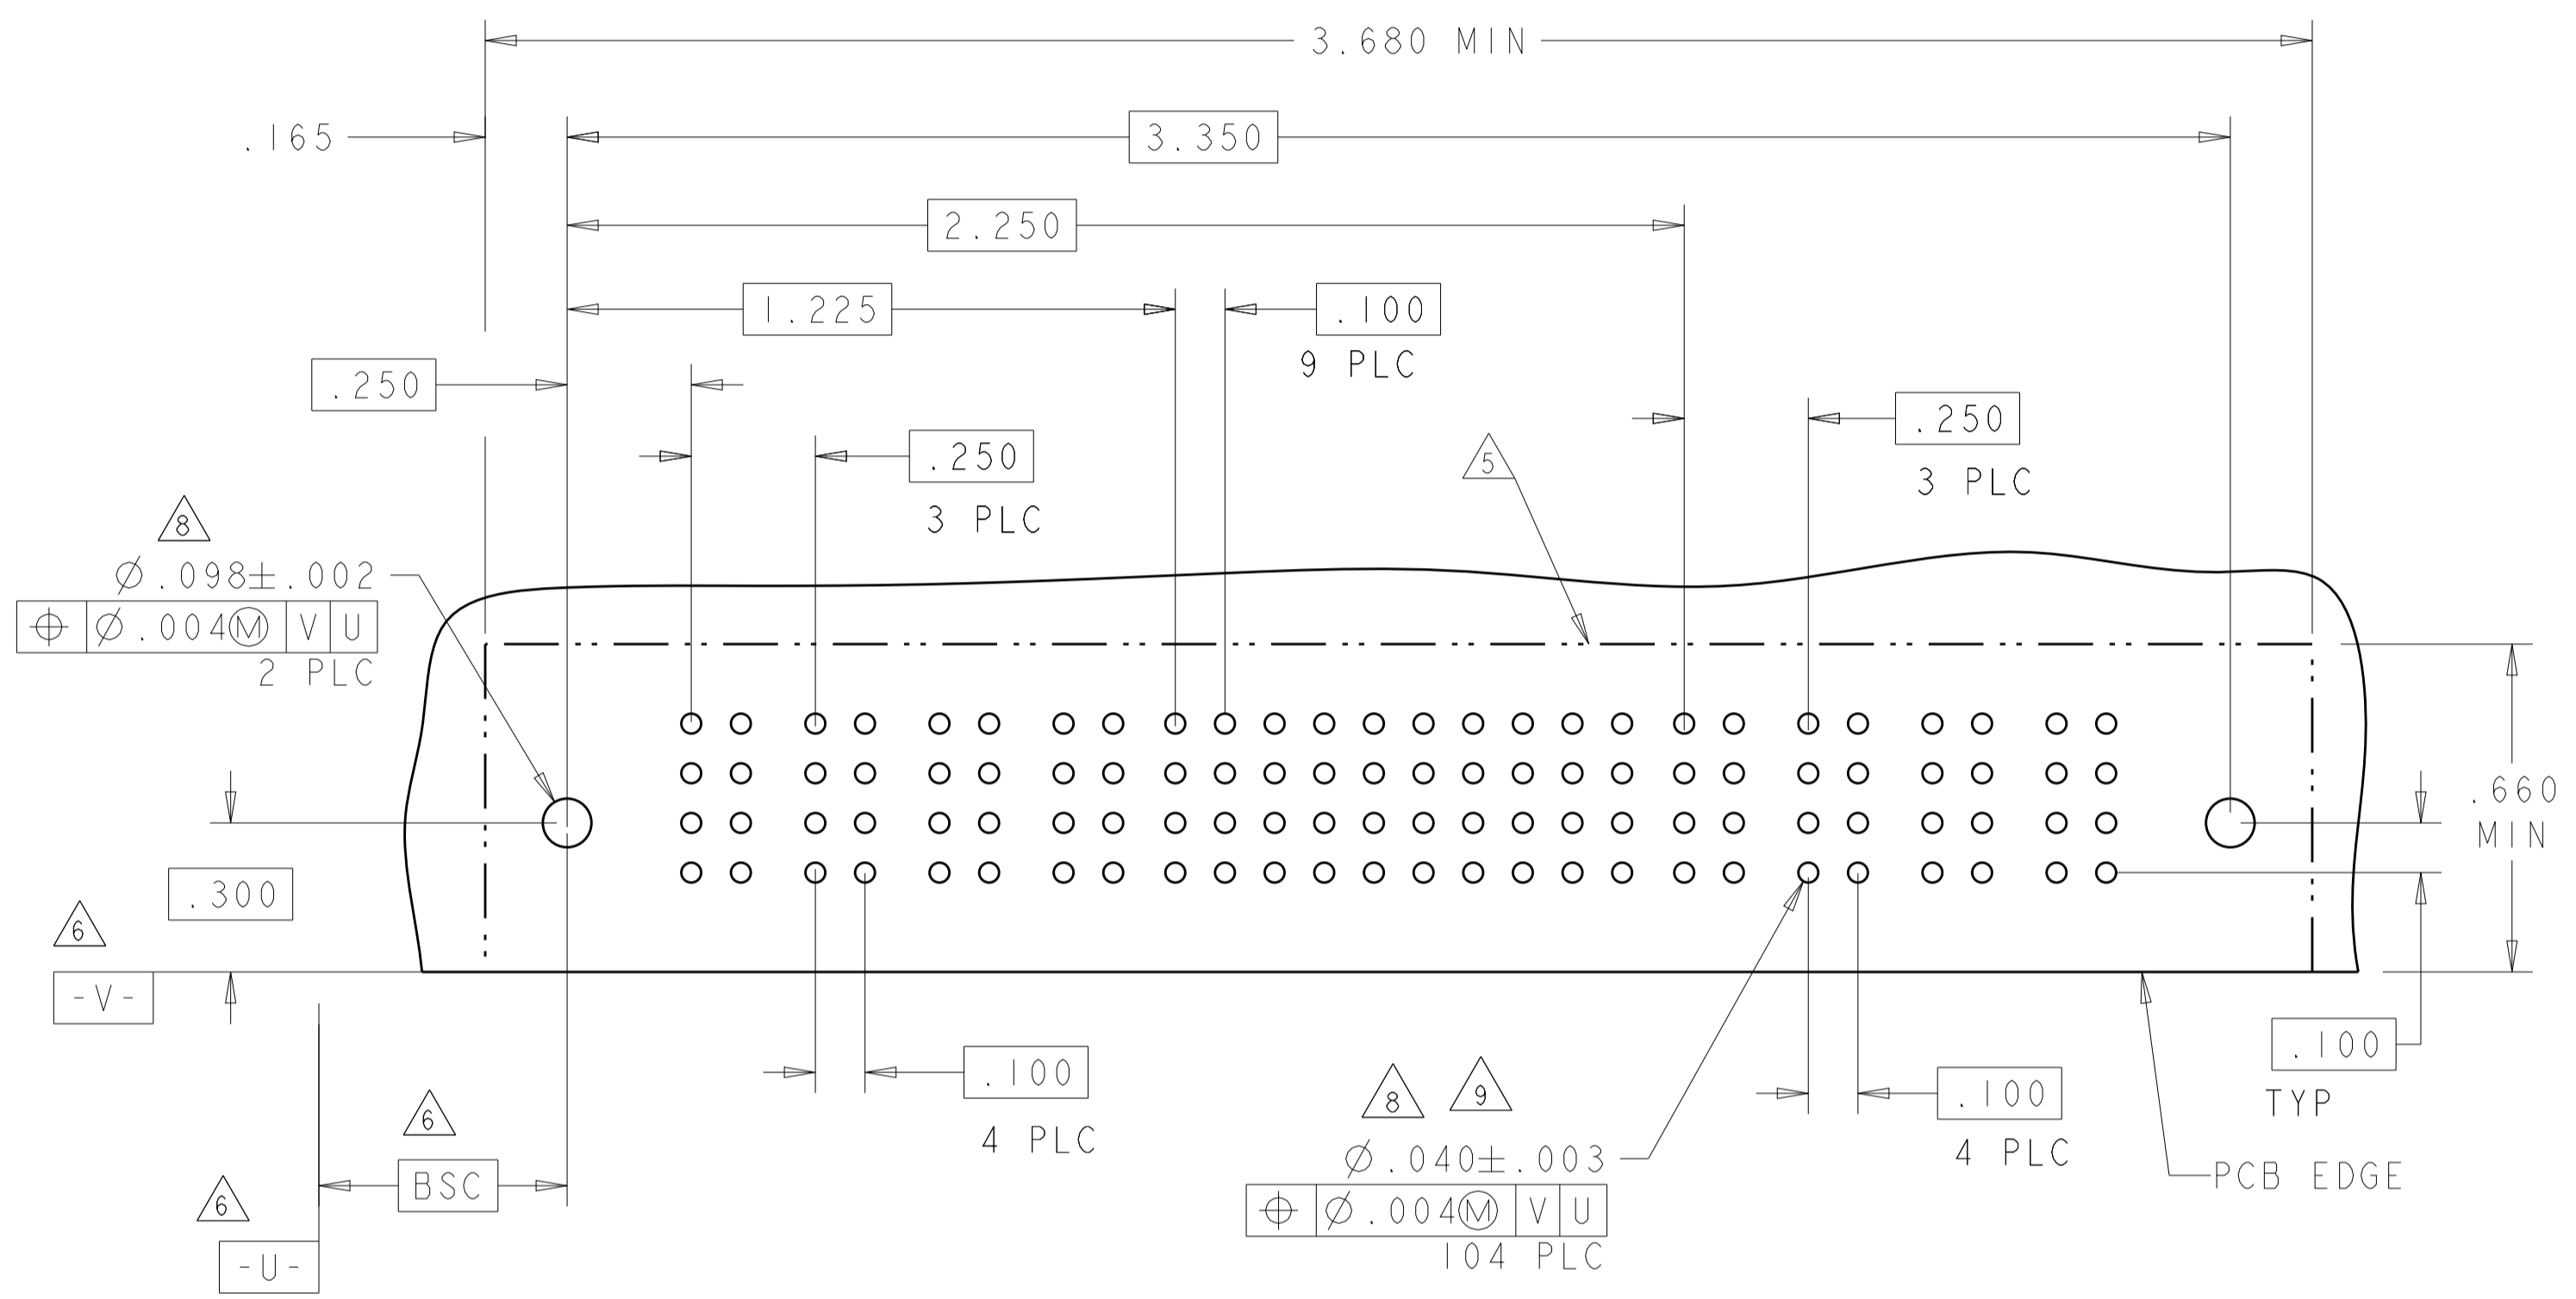 3.680 MIN
.165
3.350
2.250
1.225
.100
9 PLC
.250
.250
3 PLC
.250
3 PLC
5
8
Ø.098±.002
⌖ Ø.004Ⓜ V U
2 PLC
.660
MIN
.300
6
-V-
.100
TYP
.100
4 PLC
8 9
Ø.040±.003
⌖ Ø.004Ⓜ V U
104 PLC
.100
4 PLC
PCB EDGE
6
BSC
6
-U-